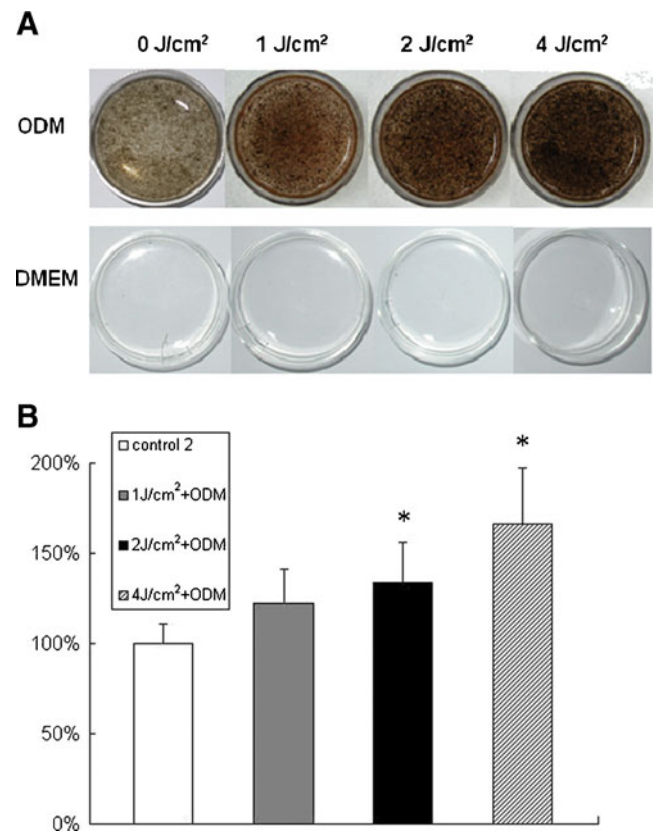 A
0 J/cm² 1 J/cm² 2 J/cm² 4 J/cm²
ODM
DMEM
B
control 2
1J/cm²+ODM
2J/cm²+ODM
4J/cm²+ODM
200%
150%
100%
50%
0%
*
*